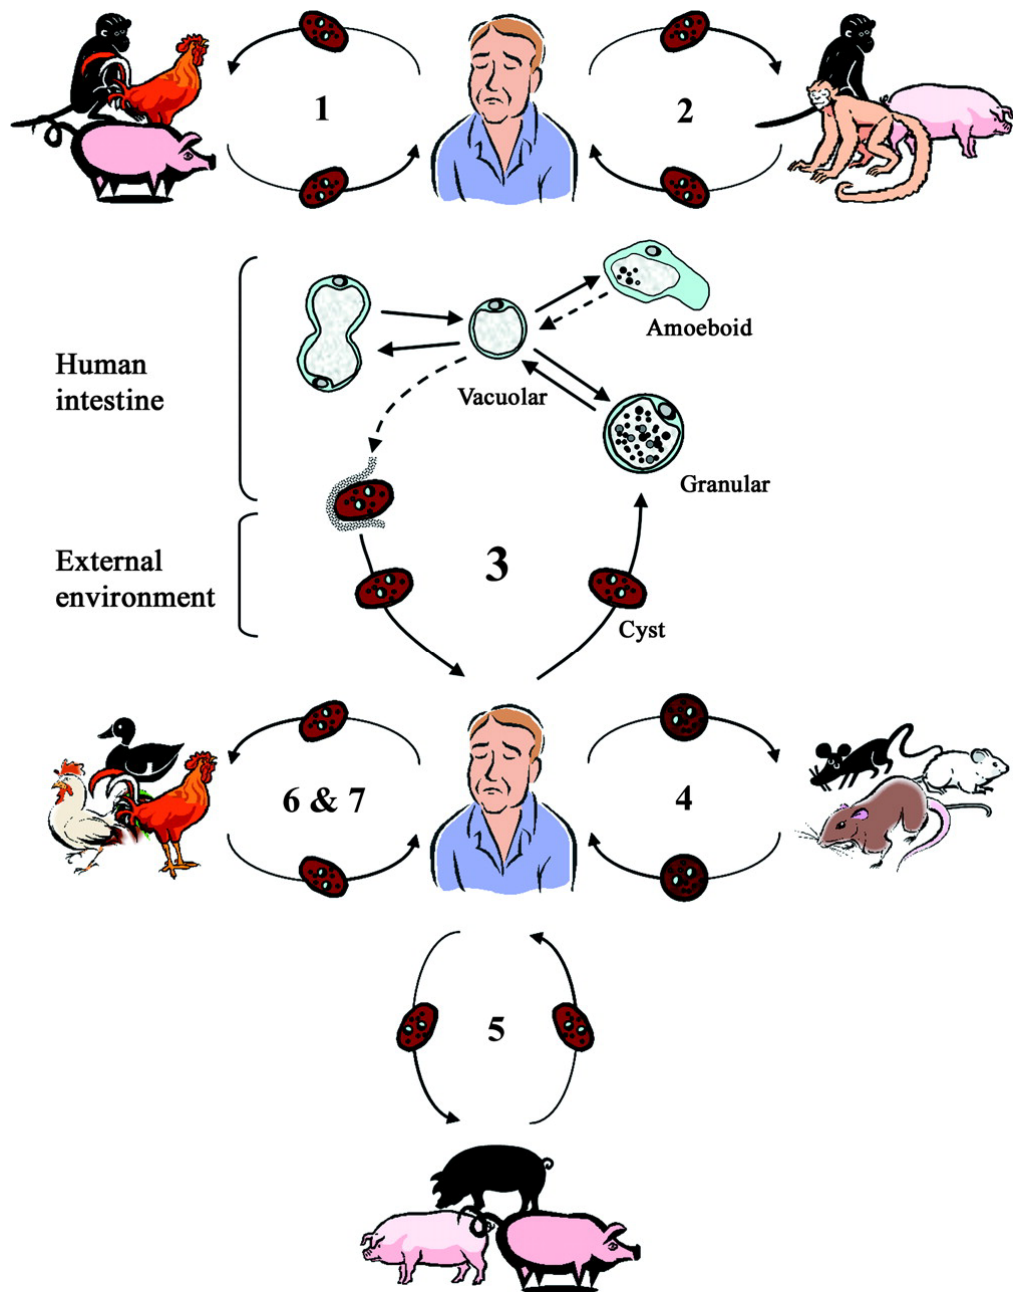 1
2
Amoeboid
Human
intestine
Vacuolar
Granular
External
environment
3
Cyst
6 & 7
4
5